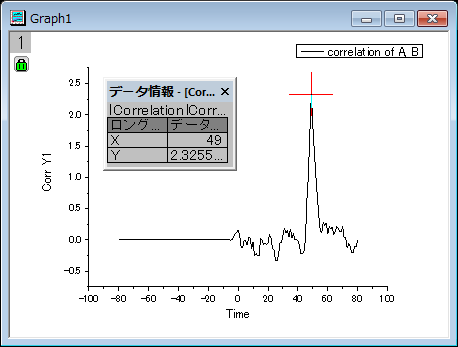 Graph1
1
correlation of A, B
データ情報 - [Cor... ×
|Correlation|Corr...
ロング... データ...
X 49
Y 2.3255...
Corr Y1
2.5
2.0
1.5
1.0
0.5
0.0
-0.5
-100 -80 -60 -40 -20 0 20 40 60 80 100
Time